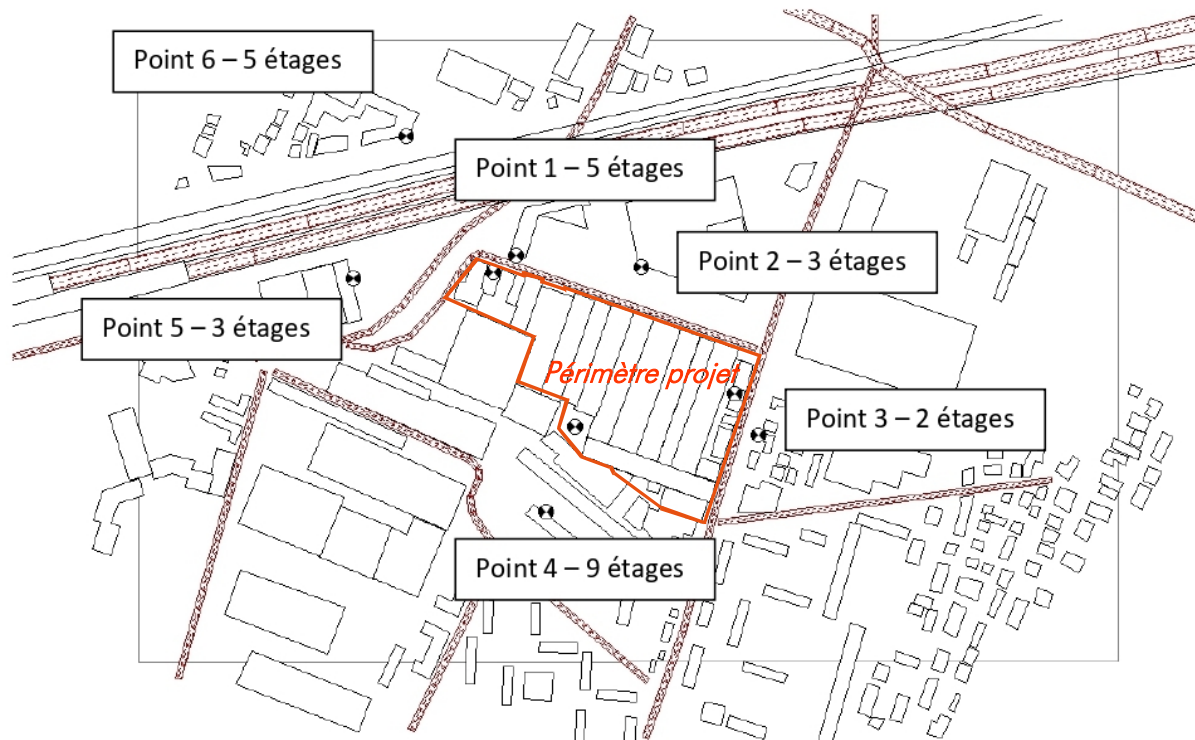 Point 6 – 5 étages
Point 1 – 5 étages
Point 2 – 3 étages
Point 5 – 3 étages
Périmètre projet
Point 3 – 2 étages
Point 4 – 9 étages